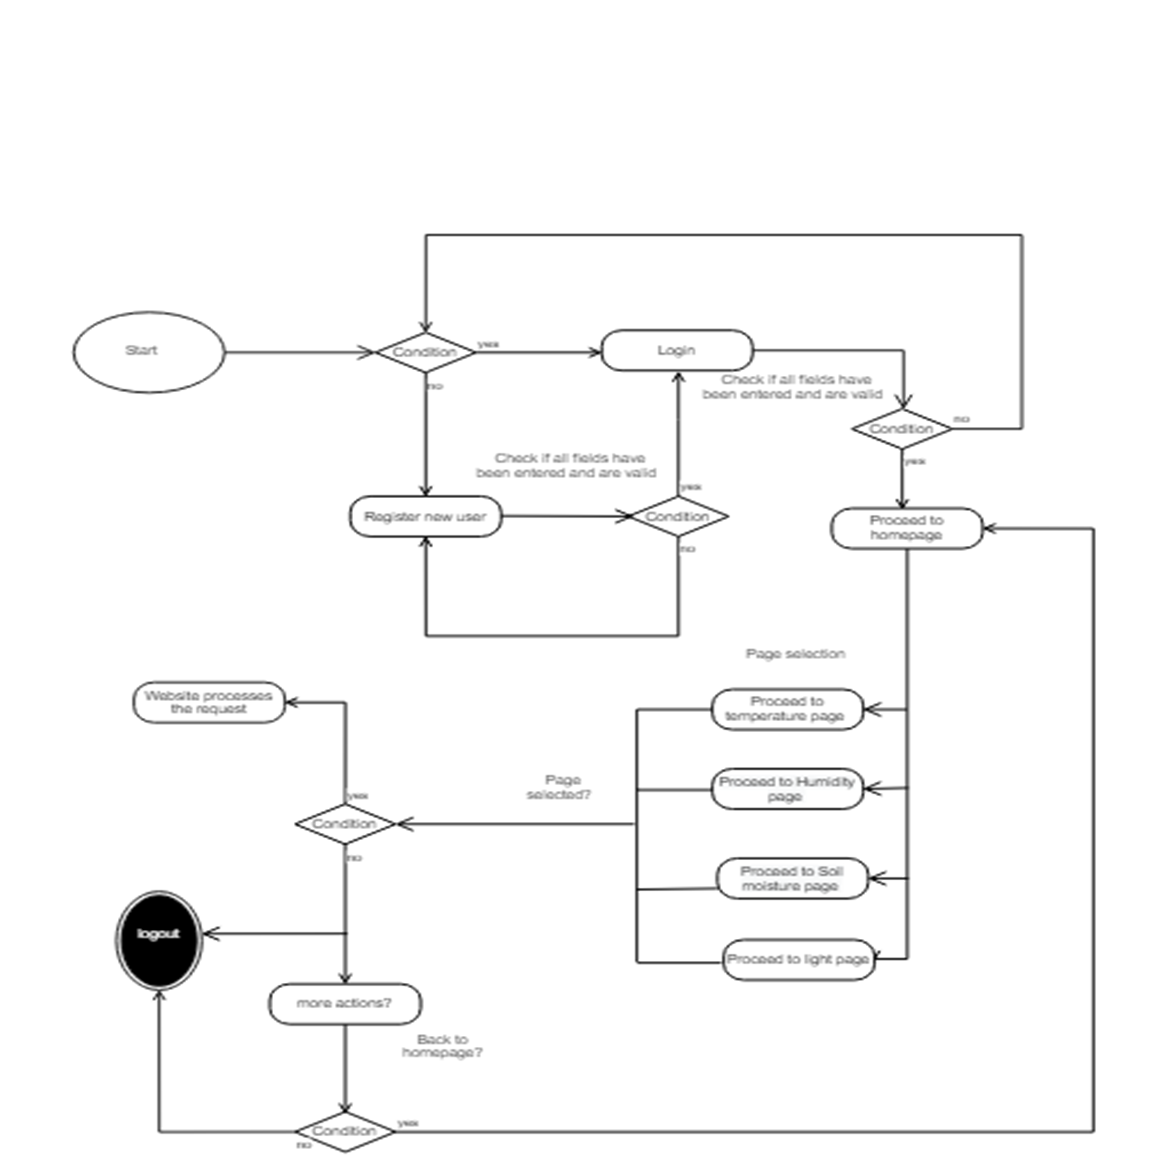 Start
Condition
yes
no
Login
Check if all fields have
been entered and are valid
Condition
no
yes
Check if all fields have
been entered and are valid
Register new user
yes
Condition
no
Proceed to
homepage
Page selection
Proceed to
temperature page
Proceed to Humidity
page
Proceed to Soil
moisture page
Proceed to light page
Page
selected?
Website processes
the request
yes
Condition
no
logout
more actions?
Back to
homepage?
Condition
yes
no